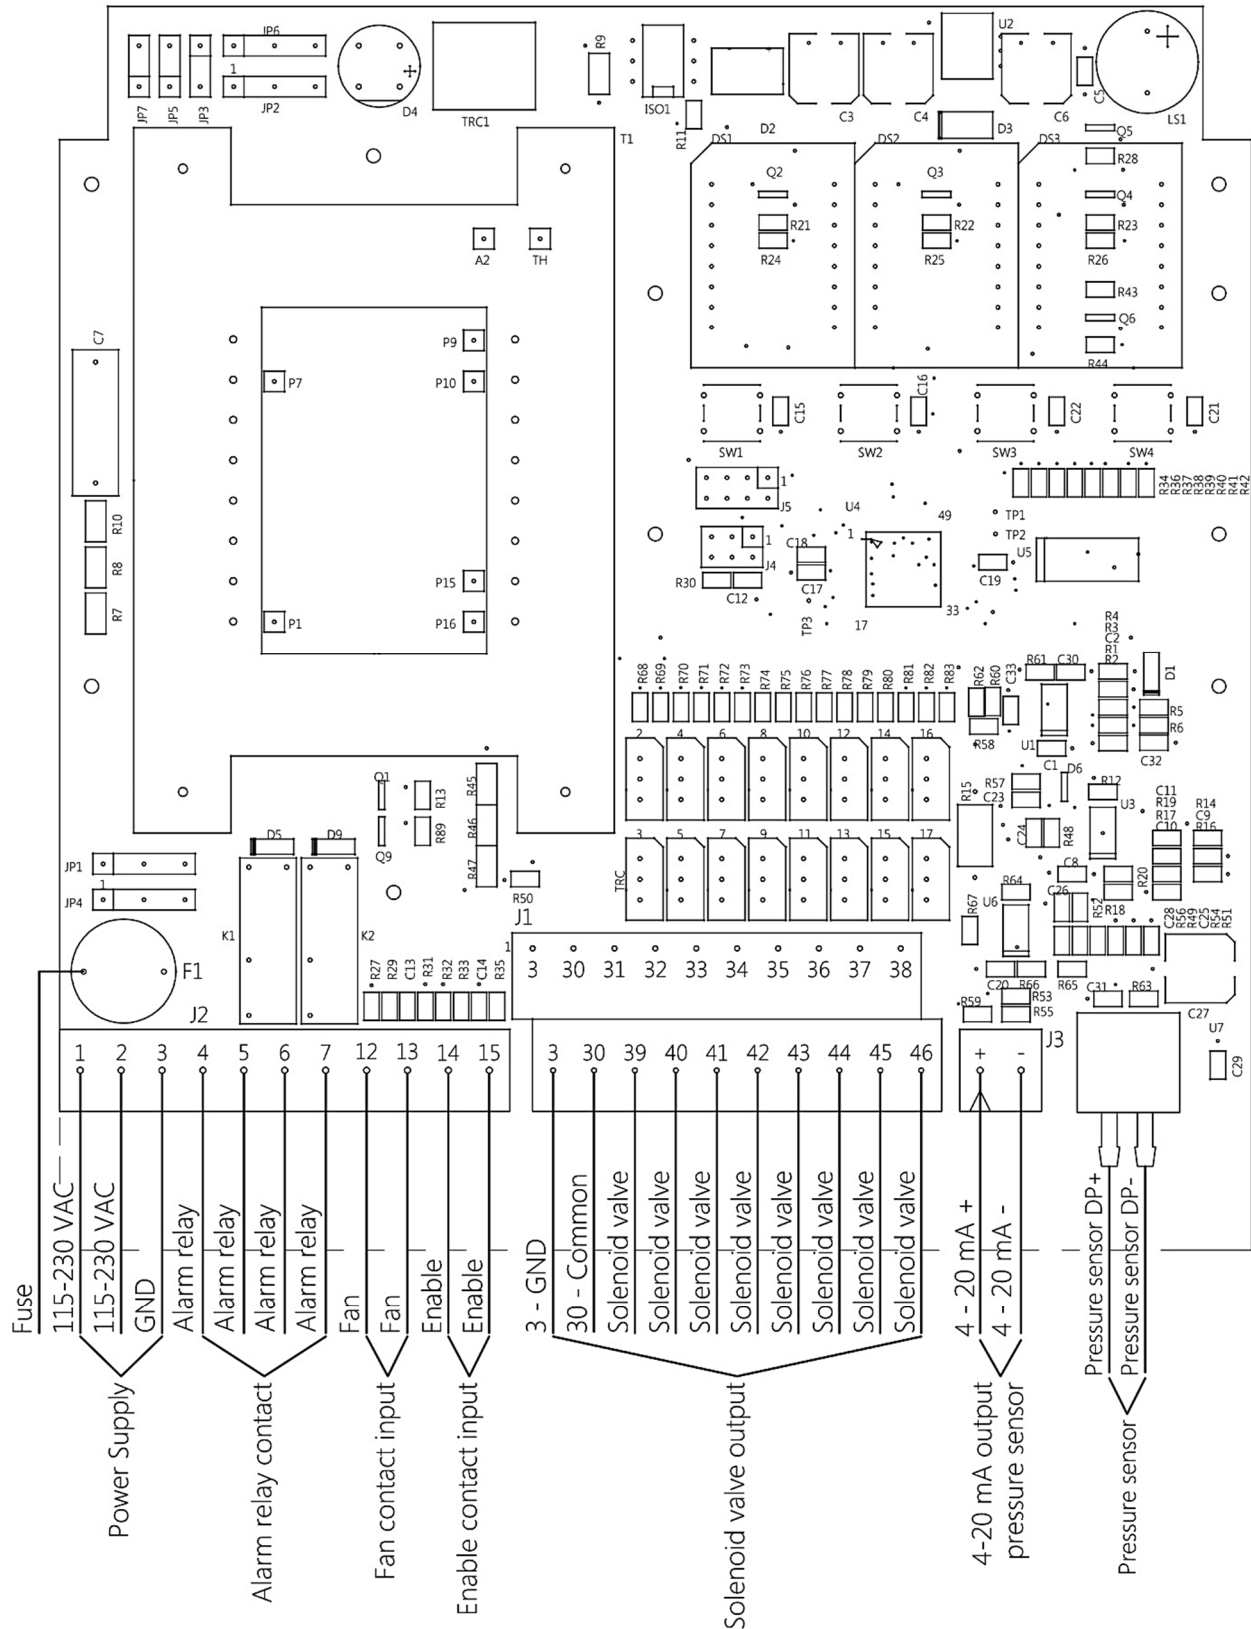 JP7
JP5
JP3
JP6
1
JP2
D4
TRC1
R9
ISO1
R11
D2
C3
C4
U2
D3
C6
C5
LS1
T1
DS1
DS2
DS3
Q5
R28
Q2
Q3
Q4
R21
R22
R23
R24
R25
R26
R43
Q6
R44
A2
TH
C7
P9
P7
P10
P15
P1
P16
R10
R8
R7
C15
C16
C22
C21
SW1
SW2
SW3
SW4
1
J5
R34
R36
R37
R38
R39
R40
R41
R42
U4
49
TP1
TP2
U5
1
1
J4
C18
C17
R30
C12
TP3
17
33
C19
R4
R3
C2
R1
R2
D1
R5
R6
C32
R68
R69
R70
R71
R72
R73
R74
R75
R76
R77
R78
R79
R80
R81
R82
R83
R62
R60
C33
R61
C30
R58
U1
C1
2
4
6
8
10
12
14
16
D6
R12
R57
C23
R15
U3
C24
R48
C11
R19
R17
C10
R14
C9
R16
Q1
R13
R45
R46
R47
Q9
R89
R50
D5
D9
3
5
7
9
11
13
15
17
TRC
C8
R64
C26
R52
R20
R18
U6
R67
C28
R56
R49
C25
R54
R51
JP1
1
JP4
K1
K2
F1
J1
1
3 30 31 32 33 34 35 36 37 38
R27
R29
C13
R31
R32
R33
C14
R35
C20
R66
R65
R53
R55
R59
C31
R63
C27
U7
C29
J2
1 2 3 4 5 6 7 12 13 14 15
3 30 39 40 41 42 43 44 45 46
J3
+ -
Fuse
115-230 VAC
115-230 VAC
GND
Alarm relay
Alarm relay
Alarm relay
Alarm relay
Fan
Fan
Enable
Enable
3 - GND
30 - Common
Solenoid valve
Solenoid valve
Solenoid valve
Solenoid valve
Solenoid valve
Solenoid valve
Solenoid valve
Solenoid valve
4 - 20 mA +
4 - 20 mA -
Pressure sensor DP+
Pressure sensor DP-
Power Supply
Alarm relay contact
Fan contact input
Enable contact input
Solenoid valve output
4-20 mA output
pressure sensor
Pressure sensor